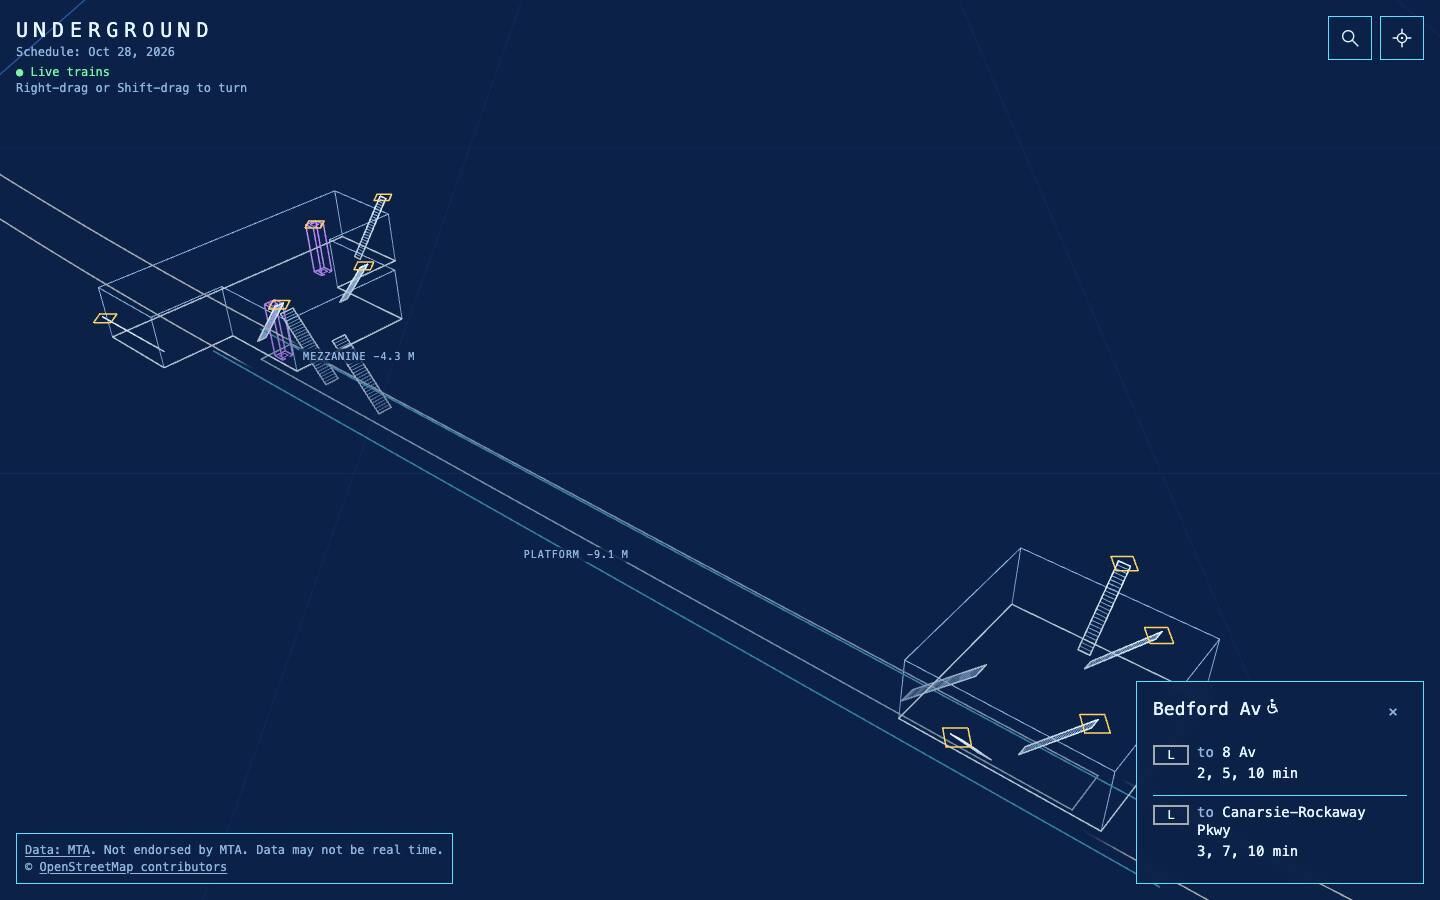 UNDERGROUND
Schedule: Oct 28, 2026
Live trains
Right-drag or Shift-drag to turn
MEZZANINE -4.3 M
PLATFORM -9.1 M
Bedford Av
×
L to 8 Av
2, 5, 10 min
L to Canarsie-Rockaway
Pkwy
3, 7, 10 min
Data: MTA. Not endorsed by MTA. Data may not be real time.
© OpenStreetMap contributors